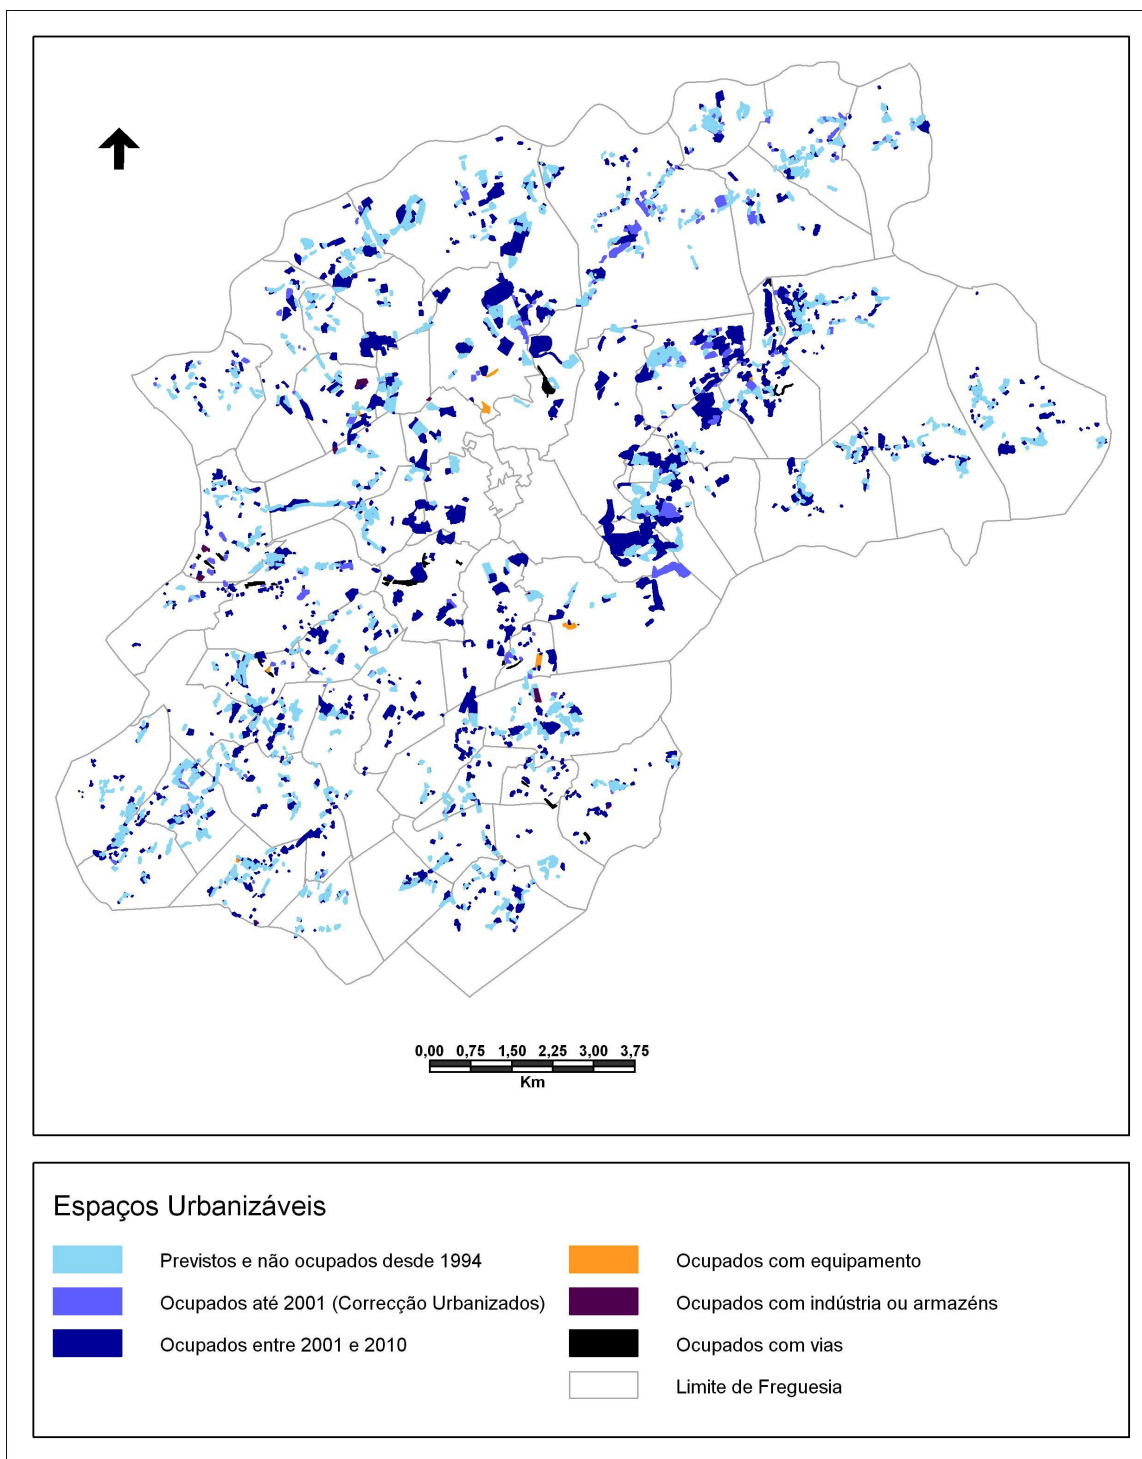 0,00 0,75 1,50 2,25 3,00 3,75
Km
Espaços Urbanizáveis
Previstos e não ocupados desde 1994
Ocupados até 2001 (Correcção Urbanizados)
Ocupados entre 2001 e 2010
Ocupados com equipamento
Ocupados com indústria ou armazéns
Ocupados com vias
Limite de Freguesia